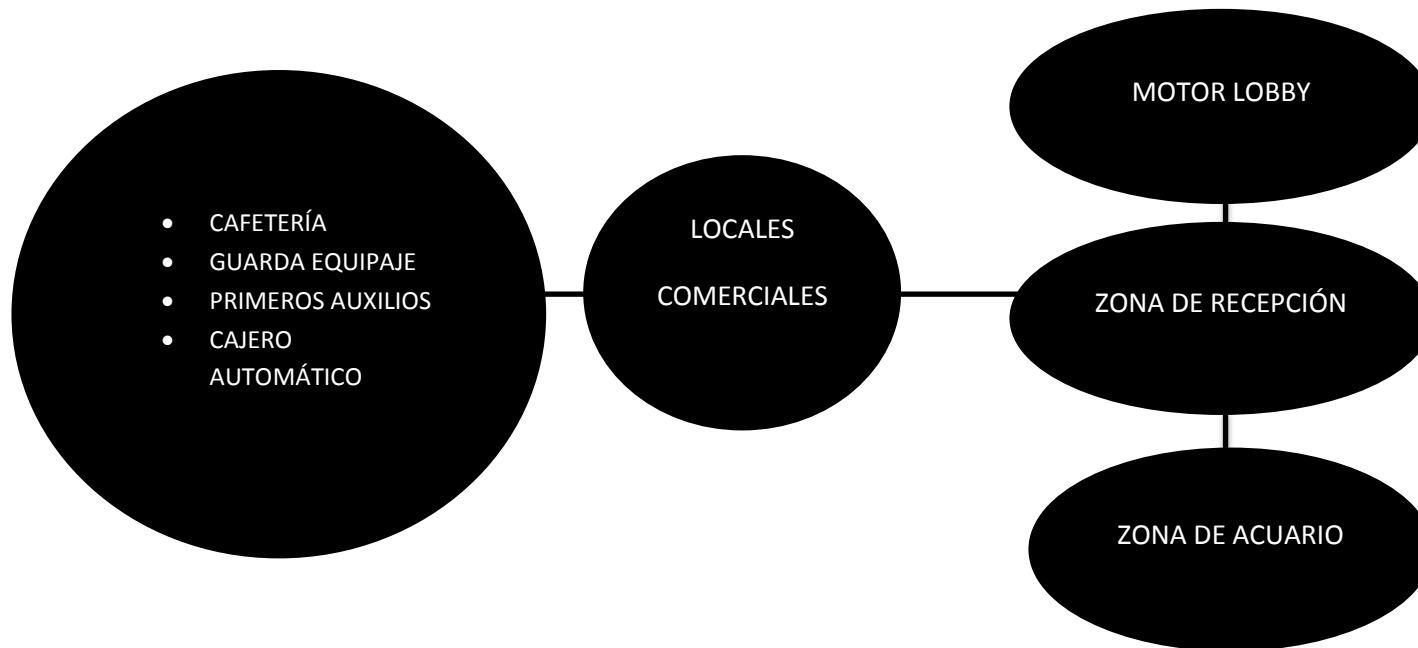 • CAFETERÍA
• GUARDA EQUIPAJE
• PRIMEROS AUXILIOS
• CAJERO
AUTOMÁTICO
LOCALES
COMERCIALES
MOTOR LOBBY
ZONA DE RECEPCIÓN
ZONA DE ACUARIO